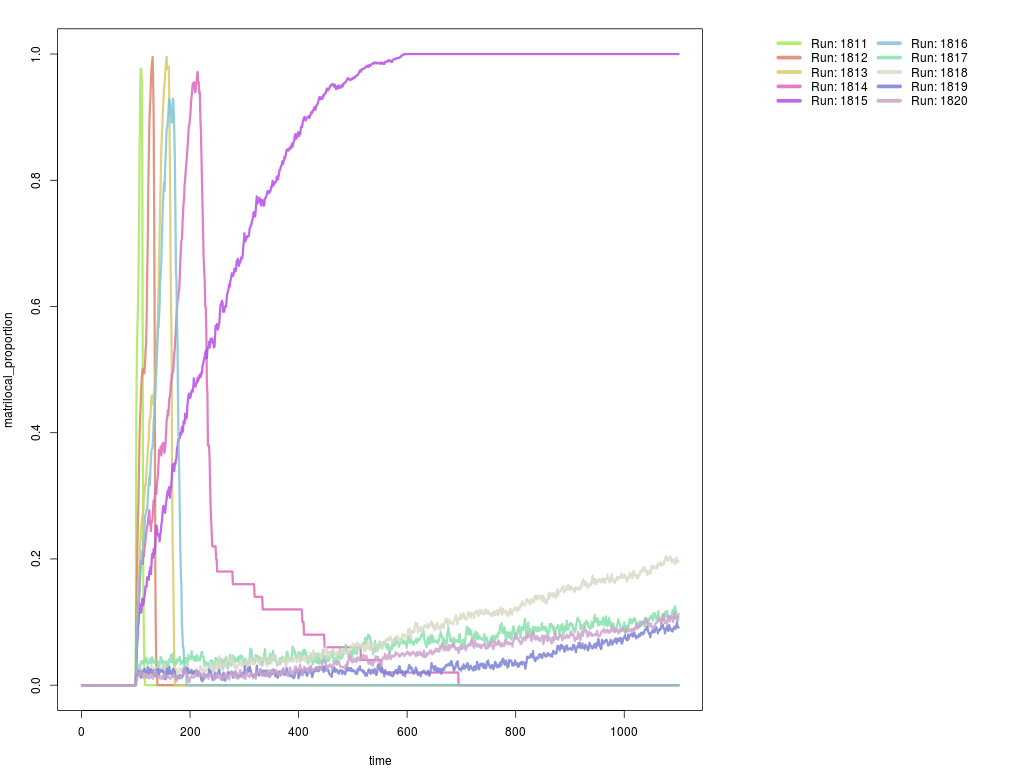 Run: 1811 Run: 1816
Run: 1812 Run: 1817
Run: 1813 Run: 1818
Run: 1814 Run: 1819
Run: 1815 Run: 1820
matrilocal_proportion
1.0
0.8
0.6
0.4
0.2
0.0
0 200 400 600 800 1000
time